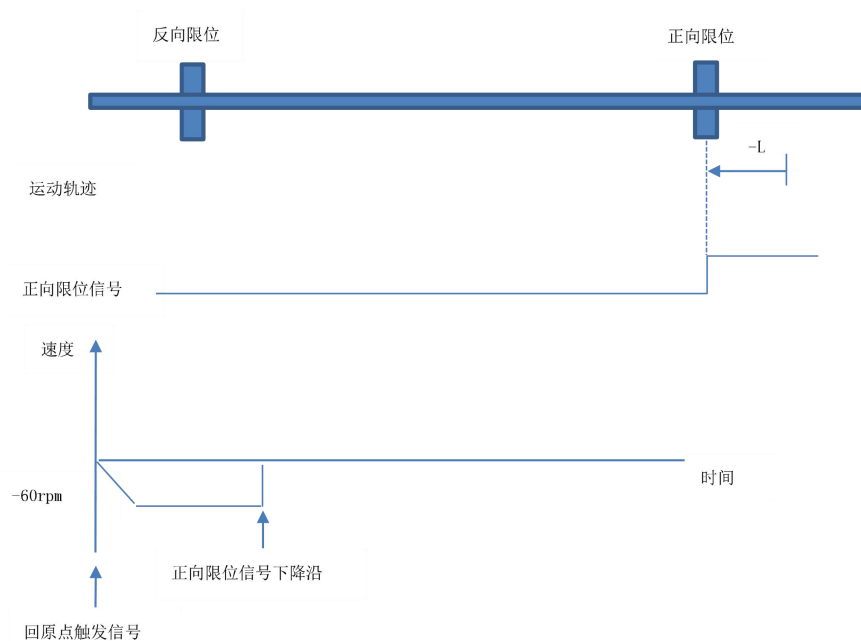 反向限位
正向限位
-L
运动轨迹
正向限位信号
速度
时间
-60rpm
正向限位信号下降沿
回原点触发信号